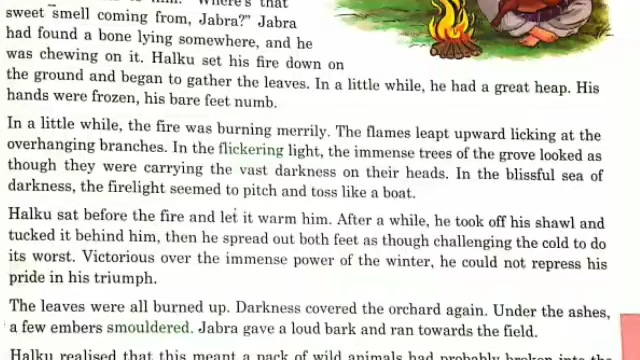 to him. "Where's that
sweet smell coming from, Jabra?" Jabra
had found a bone lying somewhere, and he
was chewing on it. Halku set his fire down on
the ground and began to gather the leaves. In a little while, he had a great heap. His
hands were frozen, his bare feet numb.
In a little while, the fire was burning merrily. The flames leapt upward licking at the
overhanging branches. In the flickering light, the immense trees of the grove looked as
though they were carrying the vast darkness on their heads. In the blissful sea of
darkness, the firelight seemed to pitch and toss like a boat.
Halku sat before the fire and let it warm him. After a while, he took off his shawl and
tucked it behind him, then he spread out both feet as though challenging the cold to do
its worst. Victorious over the immense power of the winter, he could not repress his
pride in his triumph.
The leaves were all burned up. Darkness covered the orchard again. Under the ashes,
a few embers smouldered. Jabra gave a loud bark and ran towards the field.
Halku realised that this meant a pack of wild animals had probably broken into the